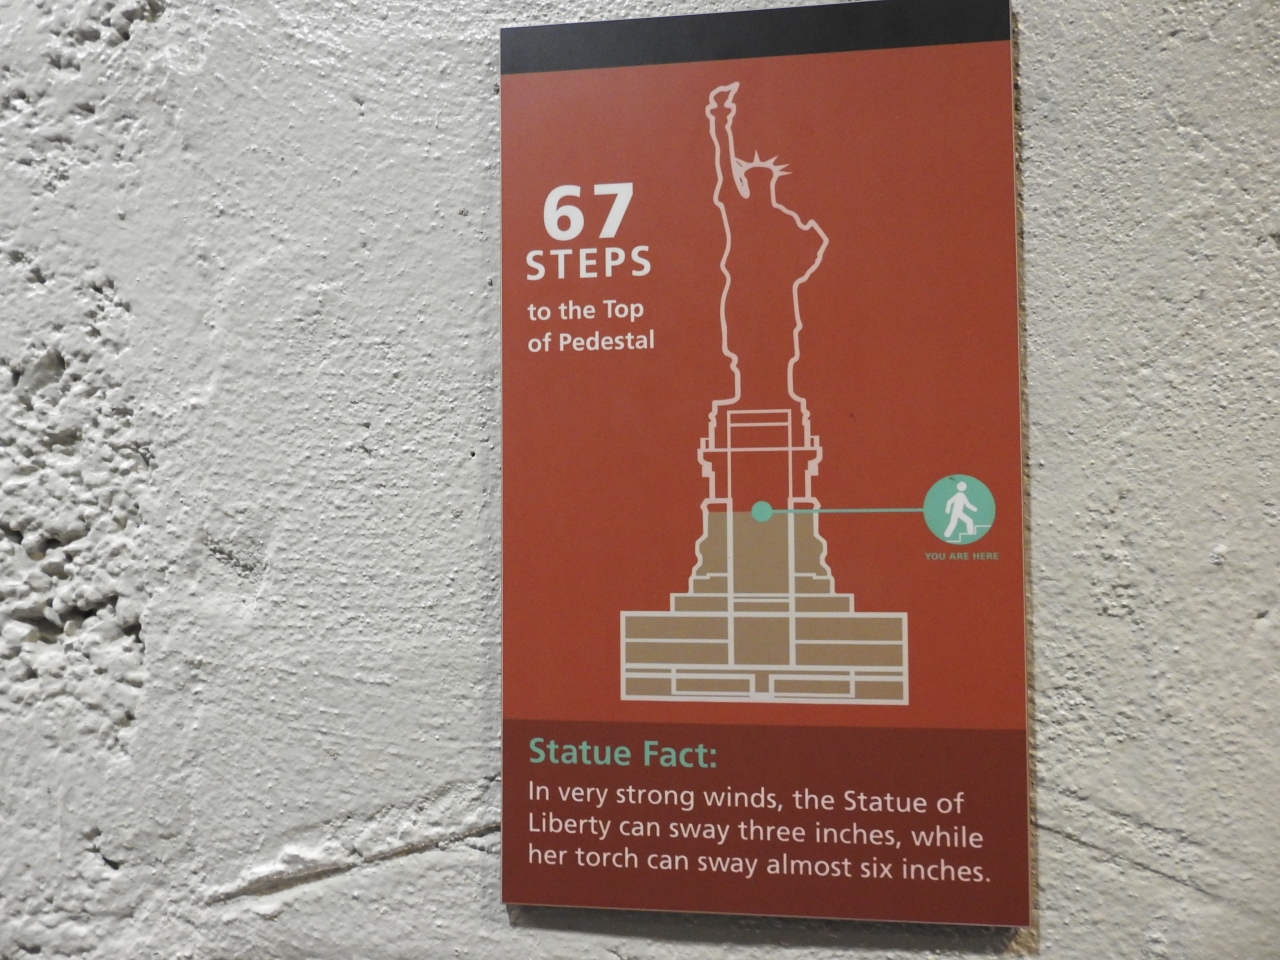 67
STEPS
to the Top
of Pedestal
YOU ARE HERE
Statue Fact:
In very strong winds, the Statue of
Liberty can sway three inches, while
her torch can sway almost six inches.